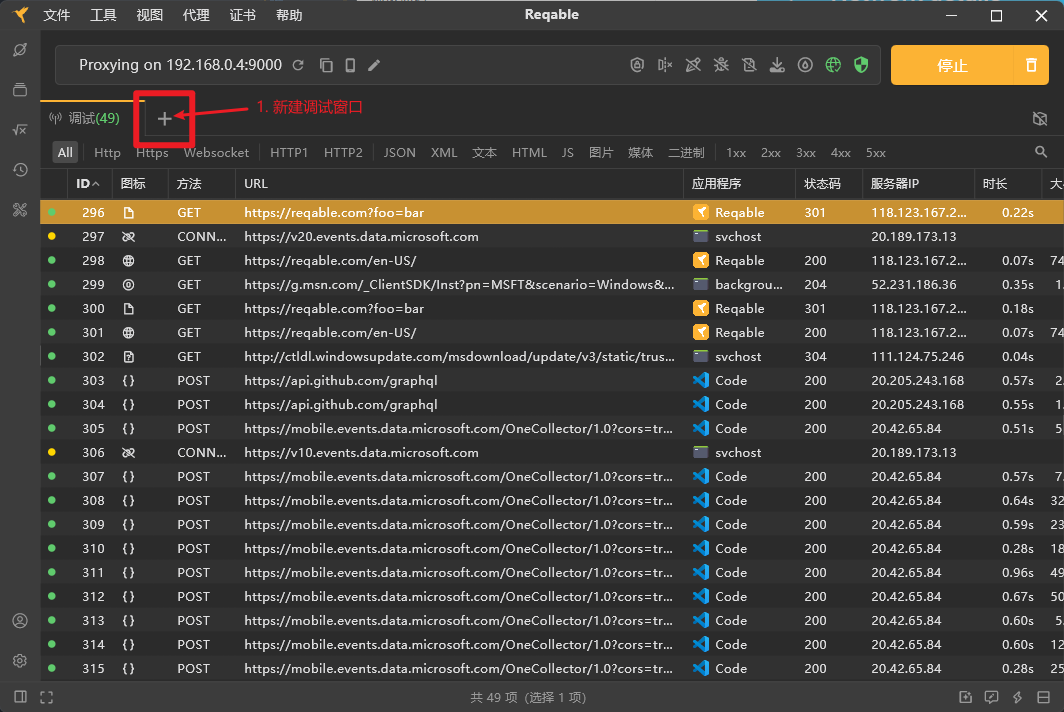 文件 工具 视图 代理 证书 帮助 Reqable
Proxying on 192.168.0.4:9000 停止
调试(49) 1. 新建调试窗口
All Http Https Websocket HTTP1 HTTP2 JSON XML 文本 HTML JS 图片 媒体 二进制 1xx 2xx 3xx 4xx 5xx
ID 图标 方法 URL 应用程序 状态码 服务器IP 时长 大
296 GET https://reqable.com?foo=bar Reqable 301 118.123.167.2... 0.22s
297 CONN... https://v20.events.data.microsoft.com svchost 20.189.173.13
298 GET https://reqable.com/en-US/ Reqable 200 118.123.167.2... 0.07s 74
299 GET https://g.msn.com/_ClientSDK/Inst?pn=MSFT&scenario=Windows&... backgrou... 204 52.231.186.36 0.35s 1.
300 GET https://reqable.com?foo=bar Reqable 301 118.123.167.2... 0.18s
301 GET https://reqable.com/en-US/ Reqable 200 118.123.167.2... 0.07s 74
302 GET http://ctldl.windowsupdate.com/msdownload/update/v3/static/trus... svchost 304 111.124.75.246 0.04s
303 {} POST https://api.github.com/graphql Code 200 20.205.243.168 0.57s 2.
304 {} POST https://api.github.com/graphql Code 200 20.205.243.168 0.55s 1.
305 {} POST https://mobile.events.data.microsoft.com/OneCollector/1.0?cors=tr... Code 200 20.42.65.84 0.51s 5
306 CONN... https://v10.events.data.microsoft.com svchost 20.189.173.13
307 {} POST https://mobile.events.data.microsoft.com/OneCollector/1.0?cors=tr... Code 200 20.42.65.84 0.57s 7.
308 {} POST https://mobile.events.data.microsoft.com/OneCollector/1.0?cors=tr... Code 200 20.42.65.84 0.64s 32
309 {} POST https://mobile.events.data.microsoft.com/OneCollector/1.0?cors=tr... Code 200 20.42.65.84 0.59s 23
310 {} POST https://mobile.events.data.microsoft.com/OneCollector/1.0?cors=tr... Code 200 20.42.65.84 0.28s 18
311 {} POST https://mobile.events.data.microsoft.com/OneCollector/1.0?cors=tr... Code 200 20.42.65.84 0.96s 49
312 {} POST https://mobile.events.data.microsoft.com/OneCollector/1.0?cors=tr... Code 200 20.42.65.84 0.67s 50
313 {} POST https://mobile.events.data.microsoft.com/OneCollector/1.0?cors=tr... Code 200 20.42.65.84 0.60s 5.
314 {} POST https://mobile.events.data.microsoft.com/OneCollector/1.0?cors=tr... Code 200 20.42.65.84 0.60s 12
315 {} POST https://mobile.events.data.microsoft.com/OneCollector/1.0?cors=tr... Code 200 20.42.65.84 0.28s 25
共 49 项 (选择 1 项)